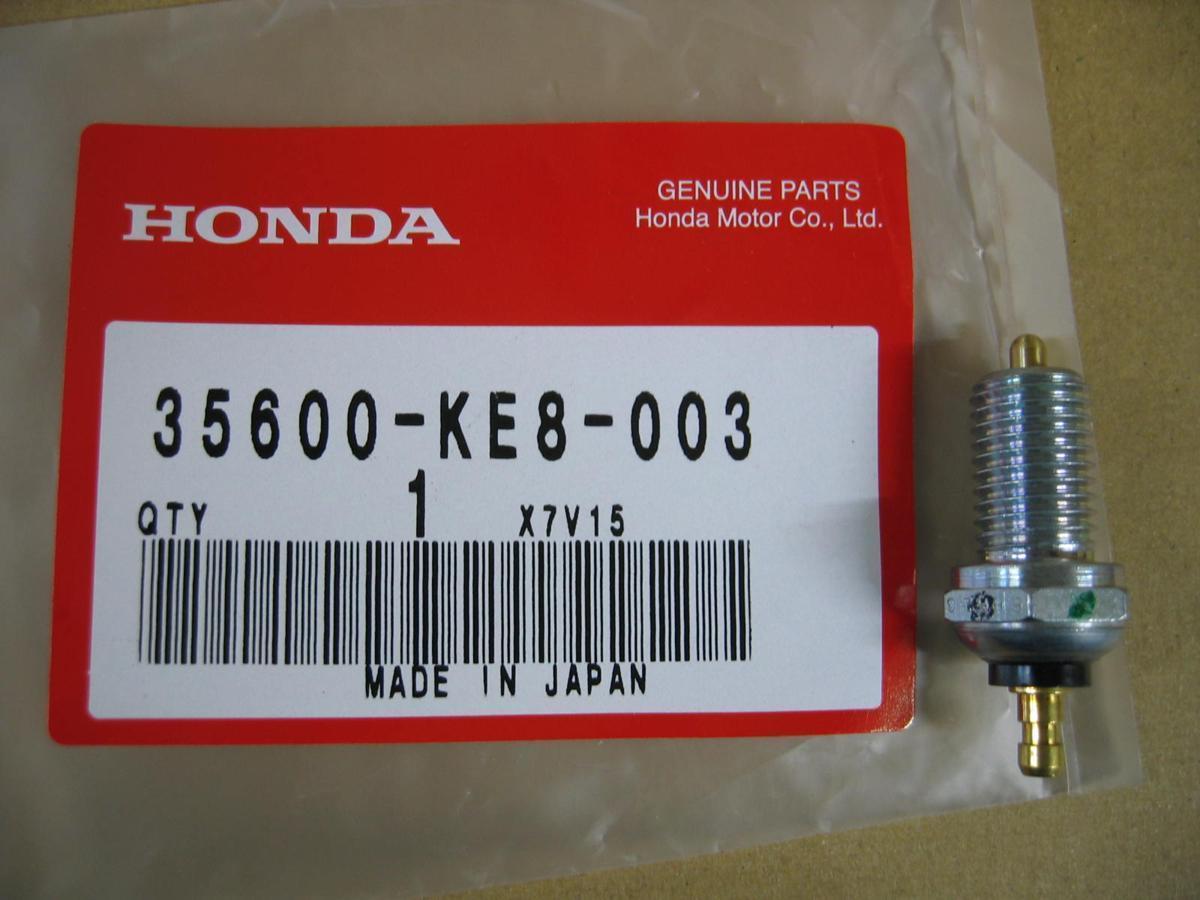 HONDA
GENUINE PARTS
Honda Motor Co., Ltd.
35600-KE8-003
QTY 1 X7V15
MADE IN JAPAN